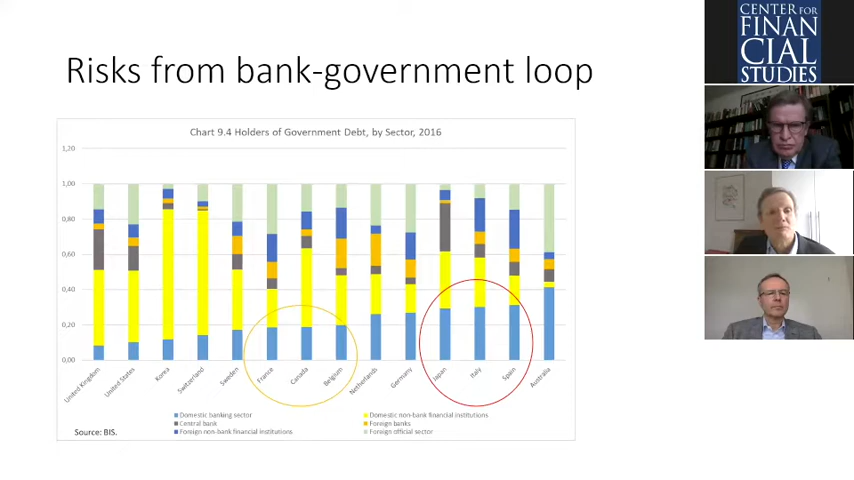 Risks from bank-government loop
Chart 9.4 Holders of Government Debt, by Sector, 2016
1,20
1,00
0,80
0,60
0,40
0,20
0,00
United Kingdom
United States
Korea
Switzerland
Sweden
France
Canada
Belgium
Netherlands
Germany
Japan
Italy
Spain
Australia
Domestic banking sector
Domestic non-bank financial institutions
Central bank
Foreign banks
Foreign non-bank financial institutions
Foreign official sector
Source: BIS.
CENTER FOR
FINAN
CIAL
STUDIES